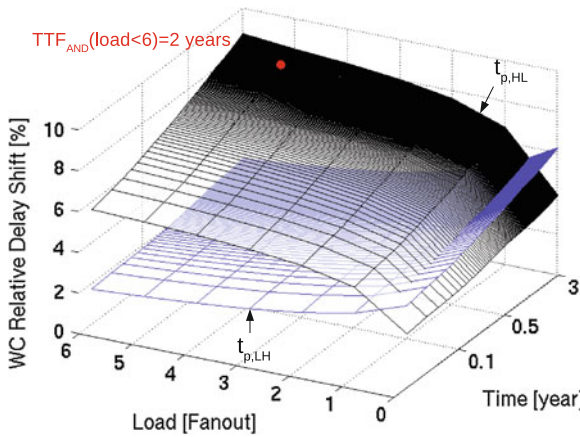 TTF_AND(load<6)=2 years
t_p,HL
WC Relative Delay Shift [%]
10
8
6
4
2
0
t_p,LH
6
5
4
3
2
1
0
Load [Fanout]
3
0.5
0.1
Time [year]